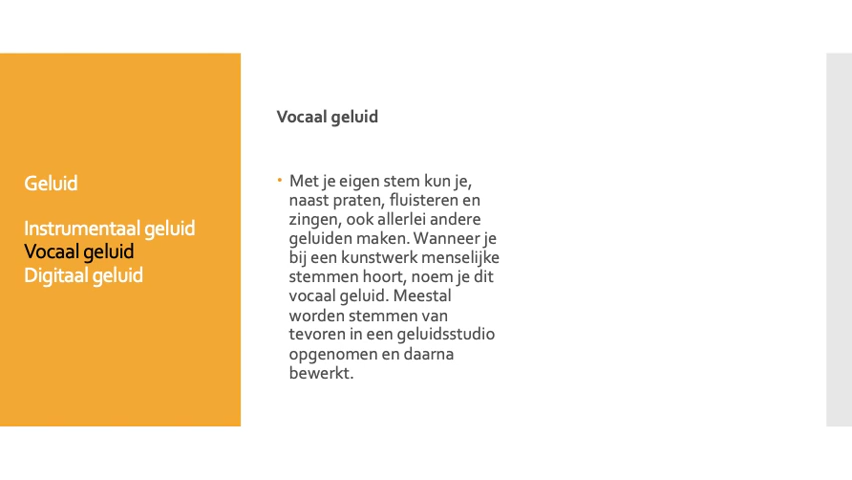 Geluid
Instrumentaal geluid
Vocaal geluid
Digitaal geluid
Vocaal geluid
• Met je eigen stem kun je,
naast praten, fluisteren en
zingen, ook allerlei andere
geluiden maken. Wanneer je
bij een kunstwerk menselijke
stemmen hoort, noem je dit
vocaal geluid. Meestal
worden stemmen van
tevoren in een geluidsstudio
opgenomen en daarna
bewerkt.